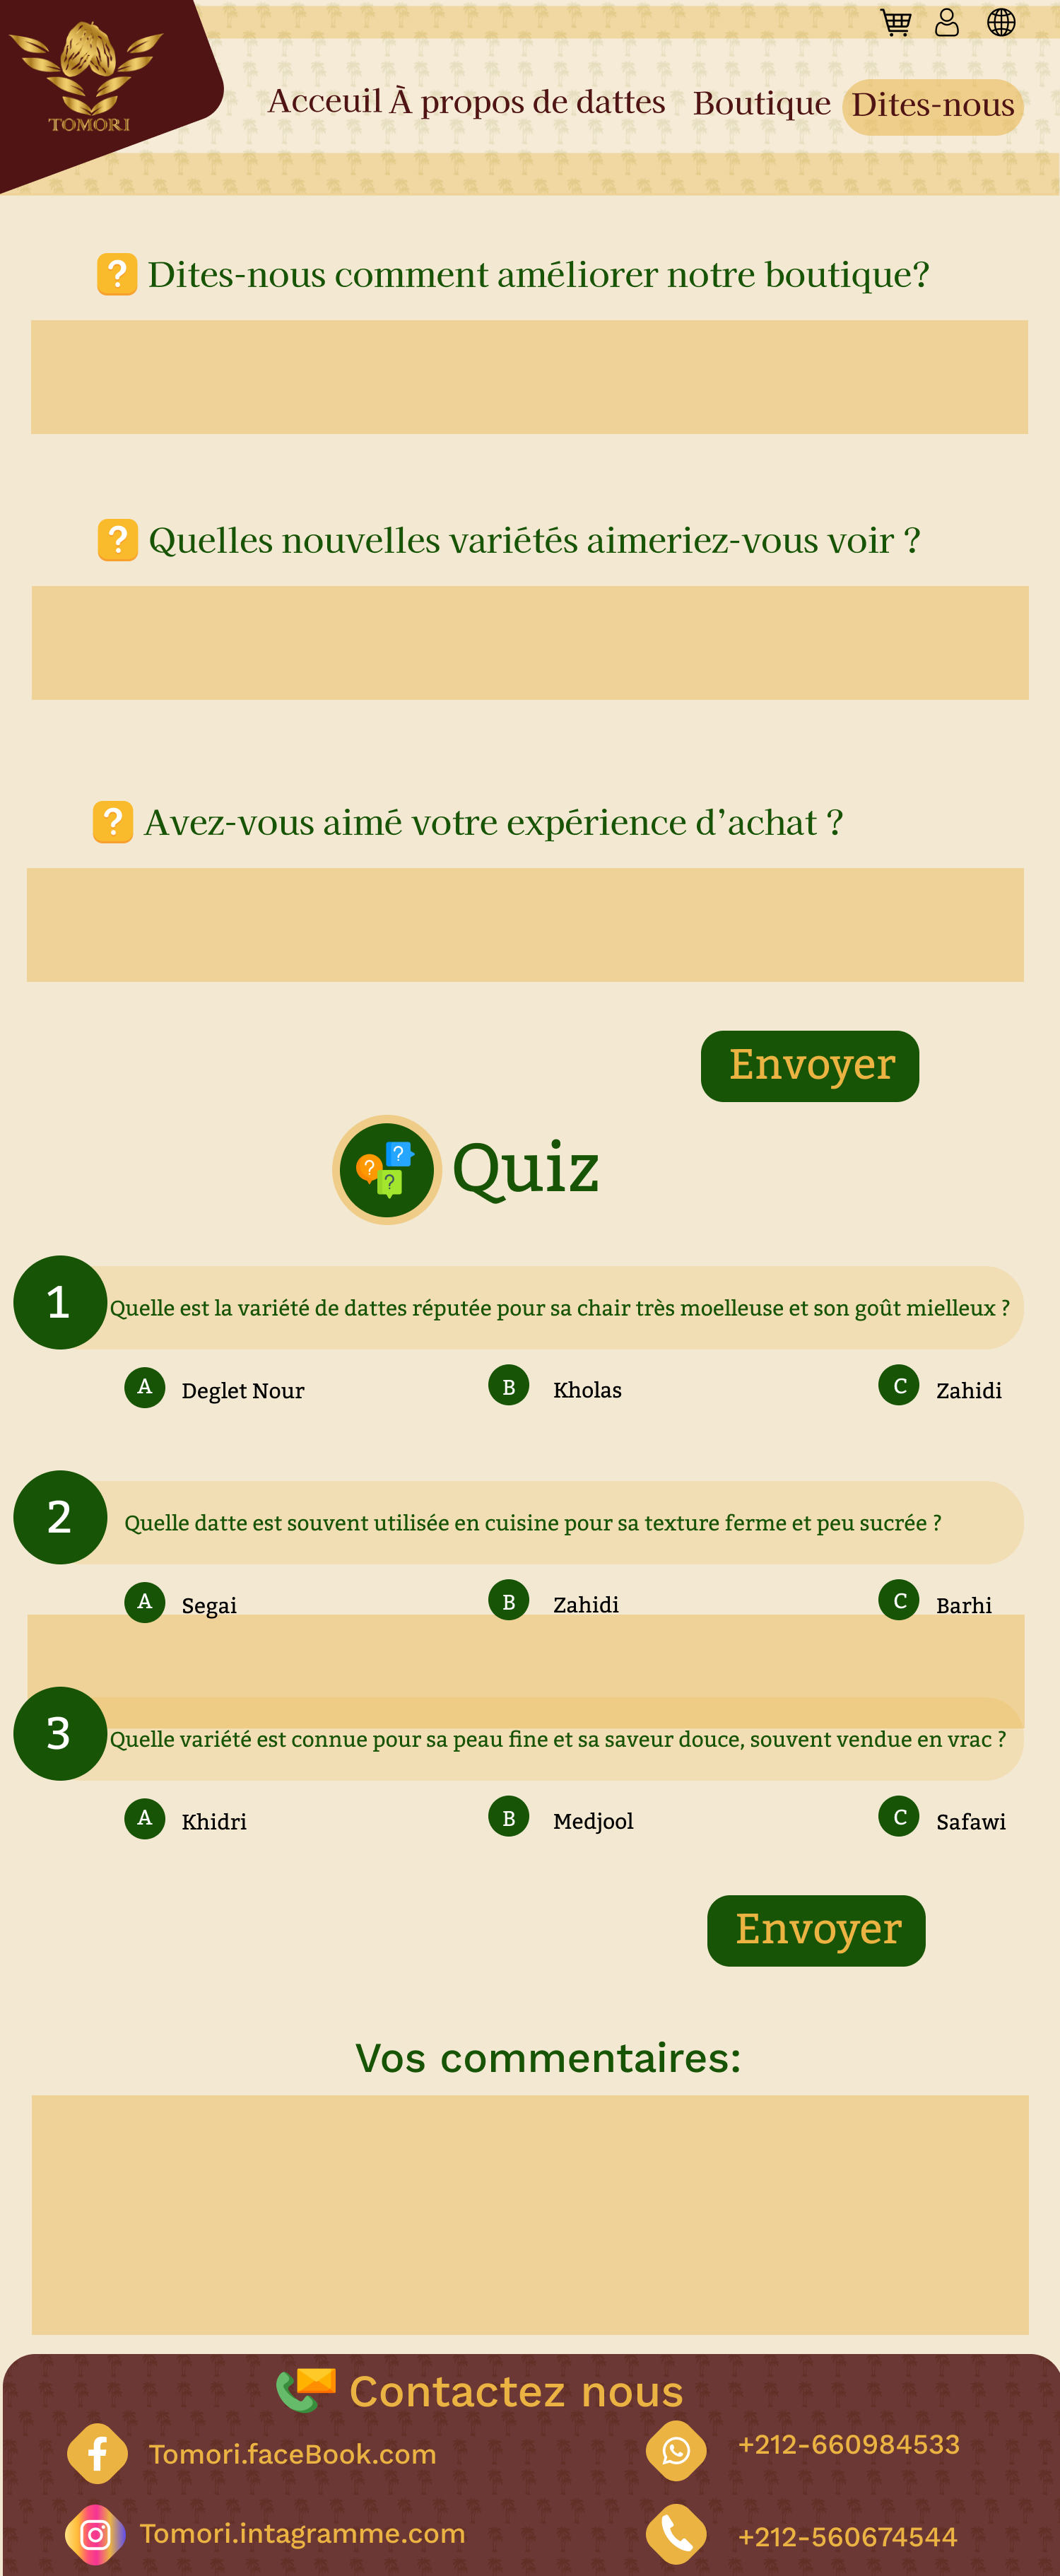 TOMORI
Acceuil À propos de dattes Boutique Dites-nous
? Dites-nous comment améliorer notre boutique?
? Quelles nouvelles variétés aimeriez-vous voir ?
? Avez-vous aimé votre expérience d’achat ?
Envoyer
? ? ? Quiz
1 Quelle est la variété de dattes réputée pour sa chair très moelleuse et son goût mielleux ?
A Deglet Nour B Kholas C Zahidi
2 Quelle datte est souvent utilisée en cuisine pour sa texture ferme et peu sucrée ?
A Segai B Zahidi C Barhi
3 Quelle variété est connue pour sa peau fine et sa saveur douce, souvent vendue en vrac ?
A Khidri B Medjool C Safawi
Envoyer
Vos commentaires:
Contactez nous
Tomori.faceBook.com +212-660984533
Tomori.intagramme.com +212-560674544